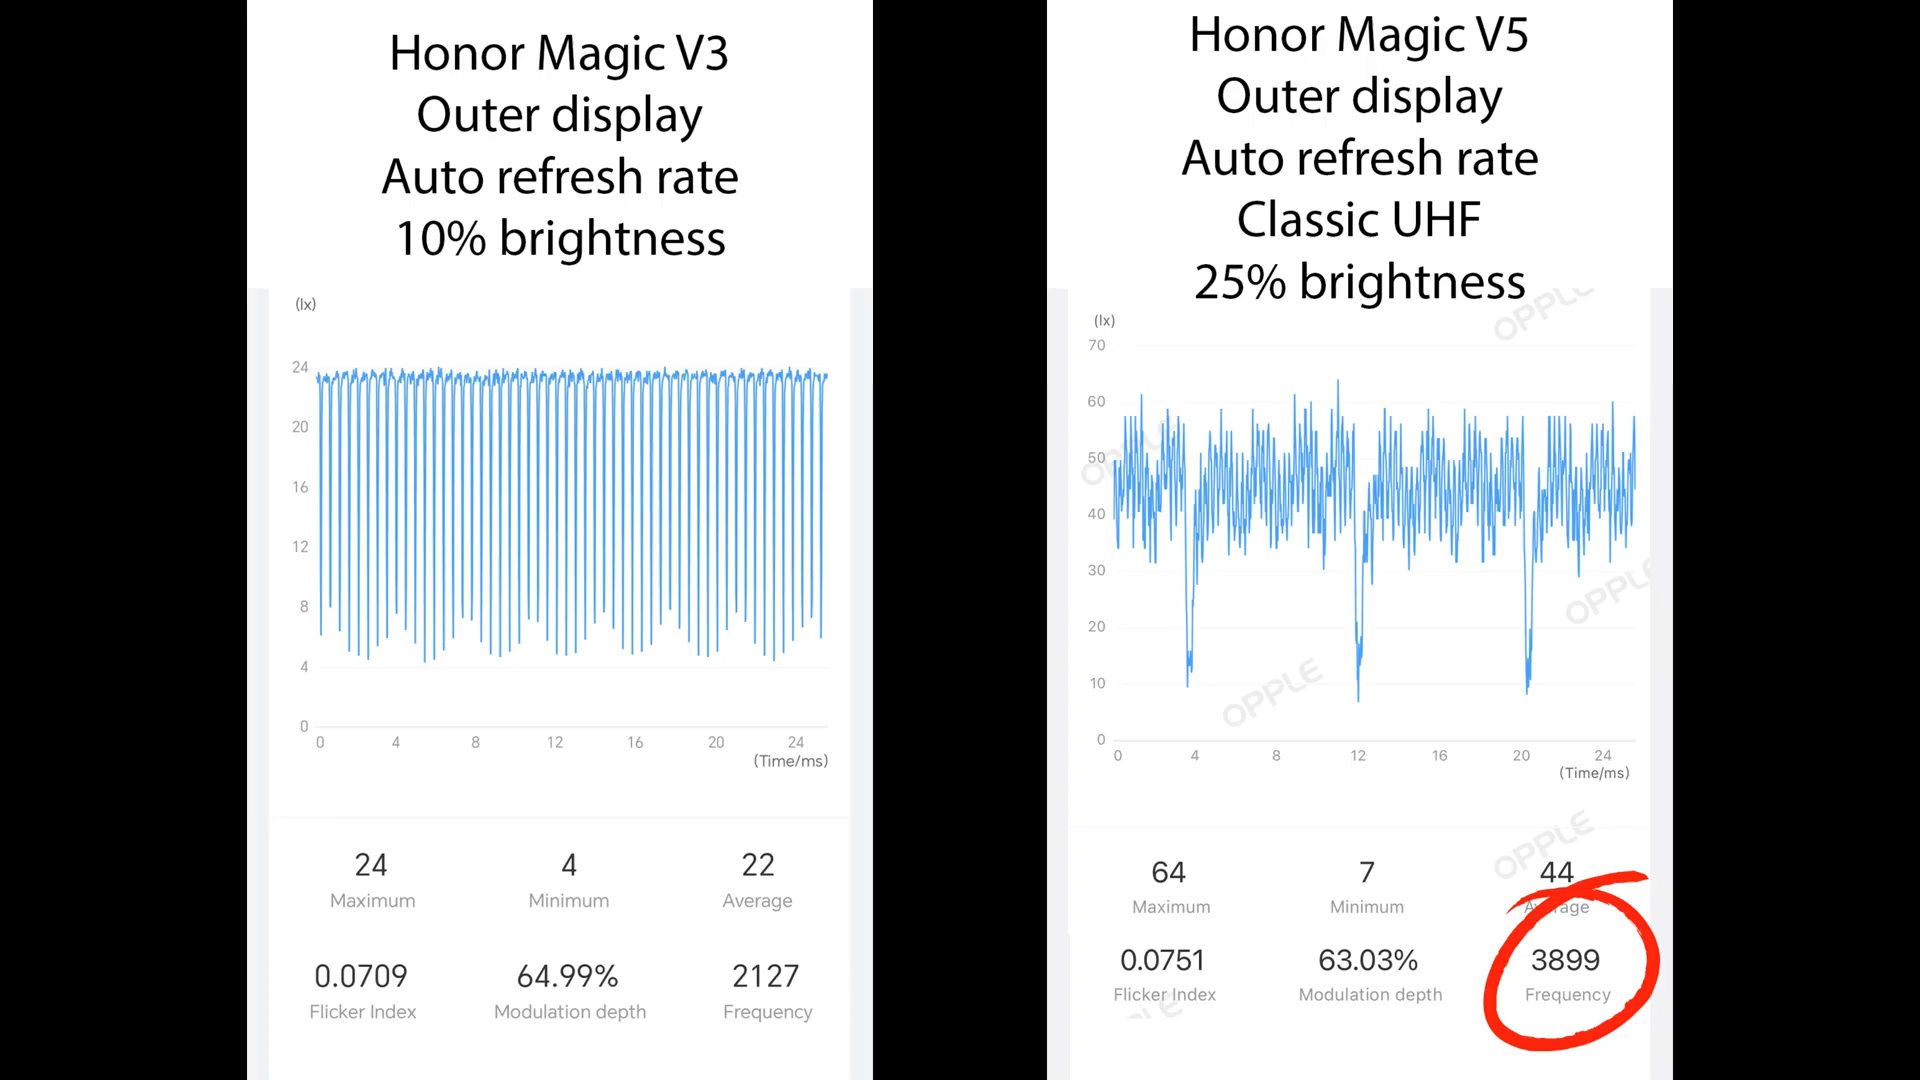 Honor Magic V3
Outer display
Auto refresh rate
10% brightness
(lx)
24
20
16
12
8
4
0
0 4 8 12 16 20 24
(Time/ms)
24 4 22
Maximum Minimum Average
0.0709 64.99% 2127
Flicker Index Modulation depth Frequency
Honor Magic V5
Outer display
Auto refresh rate
Classic UHF
25% brightness
OPPLE
(lx)
70
60
50
40
30
20
10
0
OPPLE
OPPLE
0 4 8 12 16 20 24
(Time/ms)
OPPLE
64 7 44
Maximum Minimum Average
0.0751 63.03% 3899
Flicker Index Modulation depth Frequency